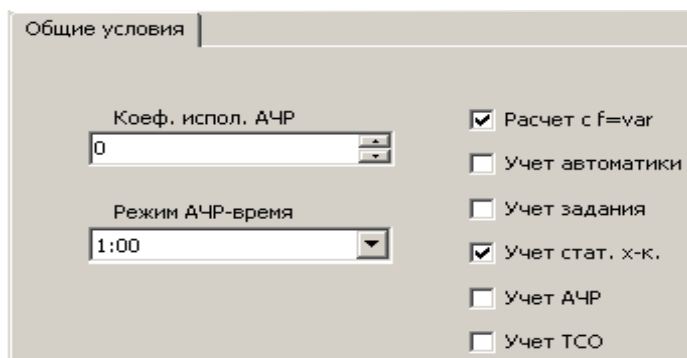 Общие условия
Коеф. испол. АЧР
0
Режим АЧР-время
1:00
Расчет с f=var
Учет автоматики
Учет задания
Учет стат. х-к.
Учет АЧР
Учет ТСО